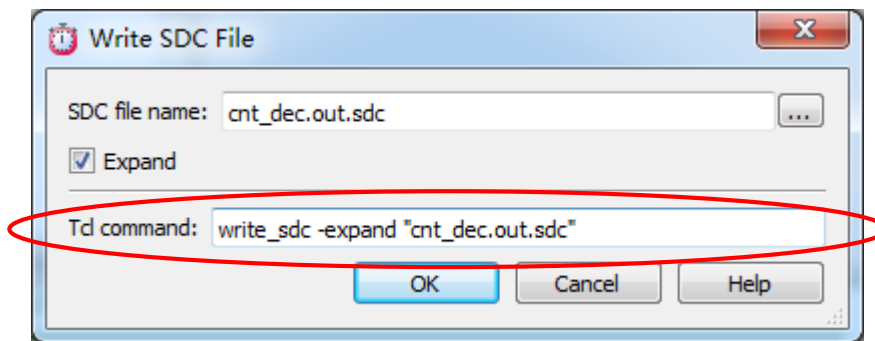 Write SDC File
SDC file name: cnt_dec.out.sdc ...
Expand
Tcl command: write_sdc -expand "cnt_dec.out.sdc"
OK Cancel Help